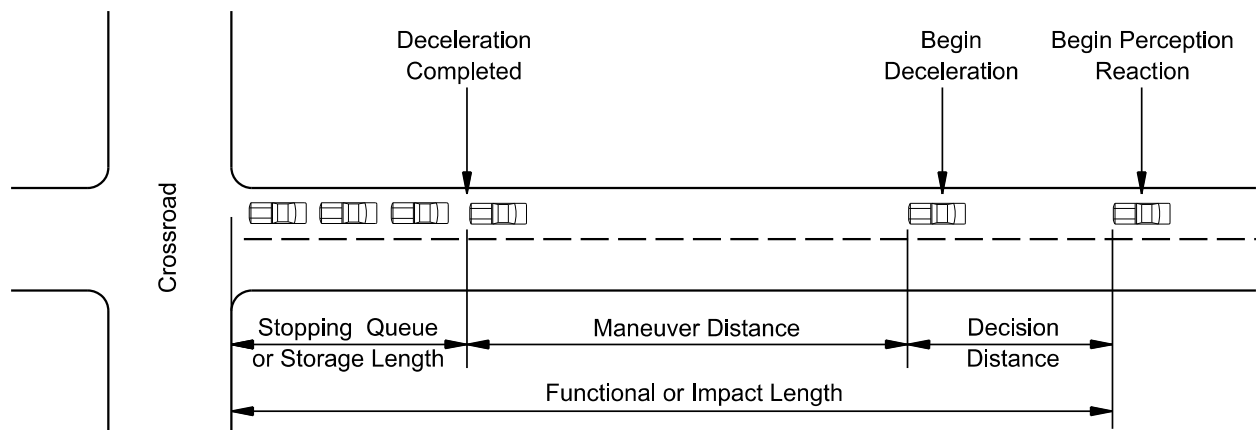 Deceleration
Completed
Begin
Deceleration
Begin Perception
Reaction
Crossroad
Stopping Queue
or Storage Length
Maneuver Distance
Decision
Distance
Functional or Impact Length